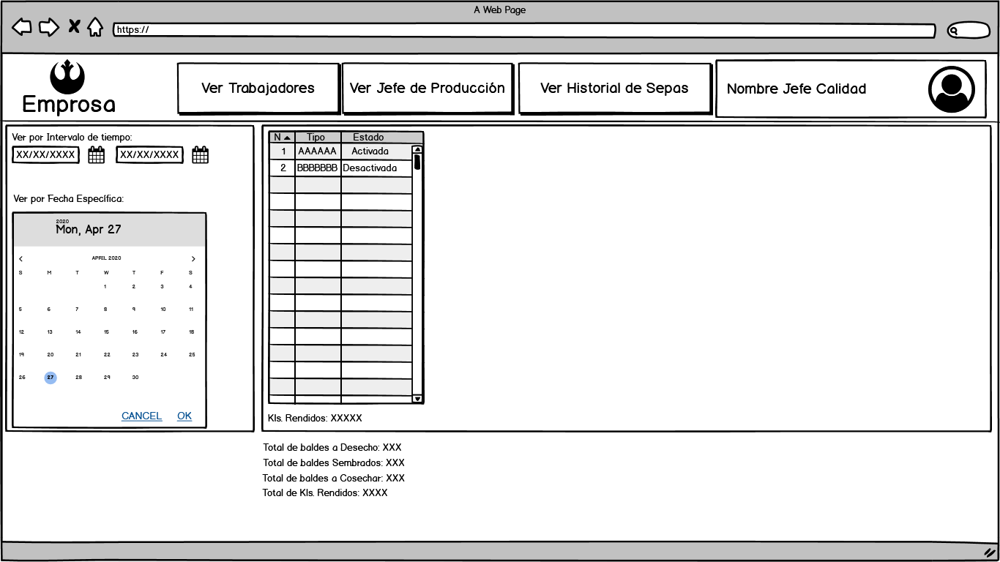 A Web Page
https://
Emprosa
Ver Trabajadores
Ver Jefe de Producción
Ver Historial de Sepas
Nombre Jefe Calidad
Ver por Intervalo de tiempo:
XX/XX/XXXX XX/XX/XXXX
Ver por Fecha Específica:
2020
Mon, Apr 27
APRIL 2020
S M T W T F S
1 2 3 4
5 6 7 8 9 10 11
12 13 14 15 16 17 18
19 20 21 22 23 24 25
26 27 28 29 30
CANCEL OK
N Tipo Estado
1 AAAAAA Activada
2 BBBBBBB Desactivada
Kls. Rendidos: XXXXX
Total de baldes a Desecho: XXX
Total de baldes Sembrados: XXX
Total de baldes a Cosechar: XXX
Total de Kls. Rendidos: XXXX